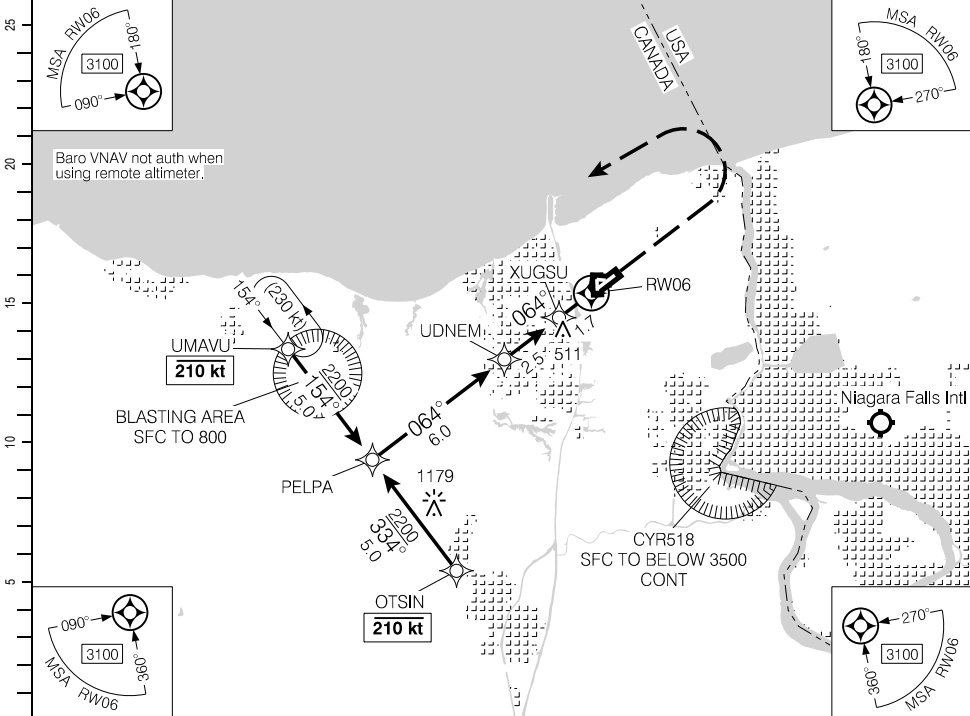 25
MSA RW06
180°
3100
090°
USA
CANADA
MSA RW06
180°
3100
270°
20
Baro VNAV not auth when
using remote altimeter.
XUGSU
RW06
15
154°
(230 kt)
UDNEM
064°
1.7
UMAVU
210 kt
511
2.5
2200
154°
5.0
BLASTING AREA
SFC TO 800
Niagara Falls Intl
064°
6.0
10
PELPA
1179
2200
334°
5.0
CYR518
SFC TO BELOW 3500
CONT
5
OTSIN
210 kt
090°
3100
360°
MSA RW06
270°
3100
360°
MSA RW06